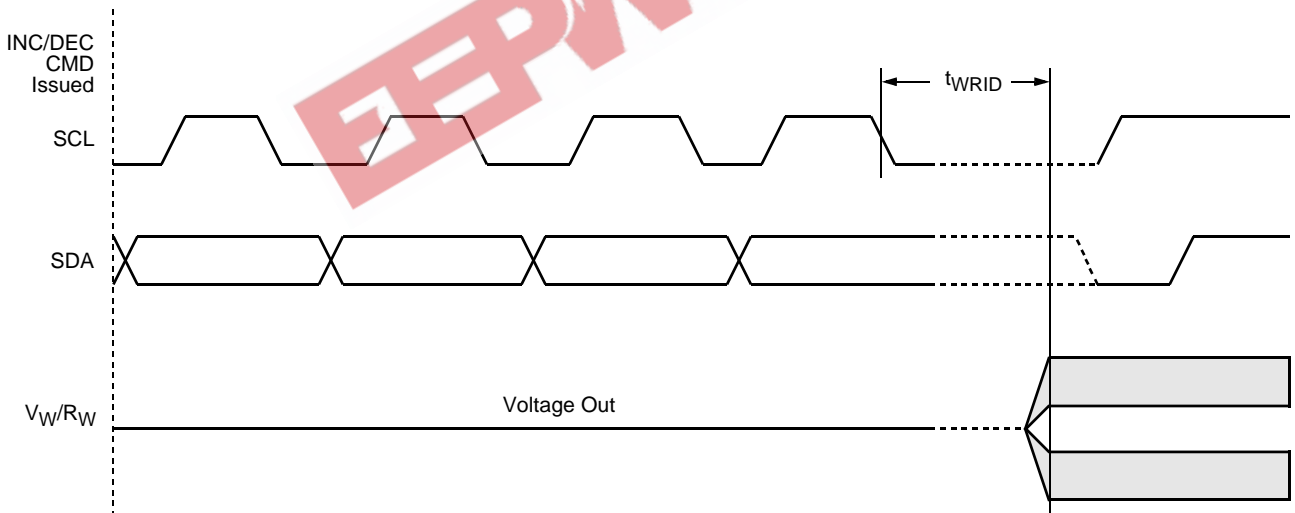 INC/DEC
CMD
Issued
tWRID
SCL
SDA
Voltage Out
VW/RW